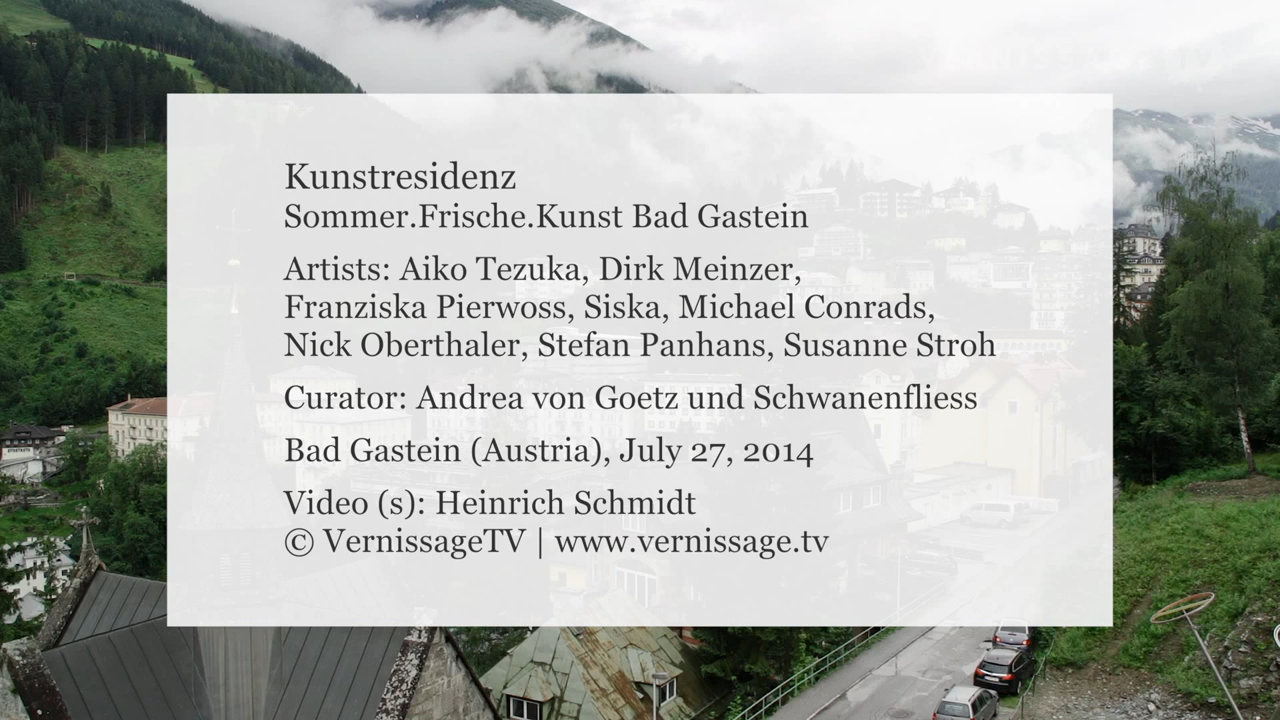 Kunstresidenz
Sommer.Frische.Kunst Bad Gastein
Artists: Aiko Tezuka, Dirk Meinzer,
Franziska Pierwoss, Siska, Michael Conrads,
Nick Oberthaler, Stefan Panhans, Susanne Stroh
Curator: Andrea von Goetz und Schwanenfliess
Bad Gastein (Austria), July 27, 2014
Video (s): Heinrich Schmidt
© VernissageTV | www.vernissage.tv